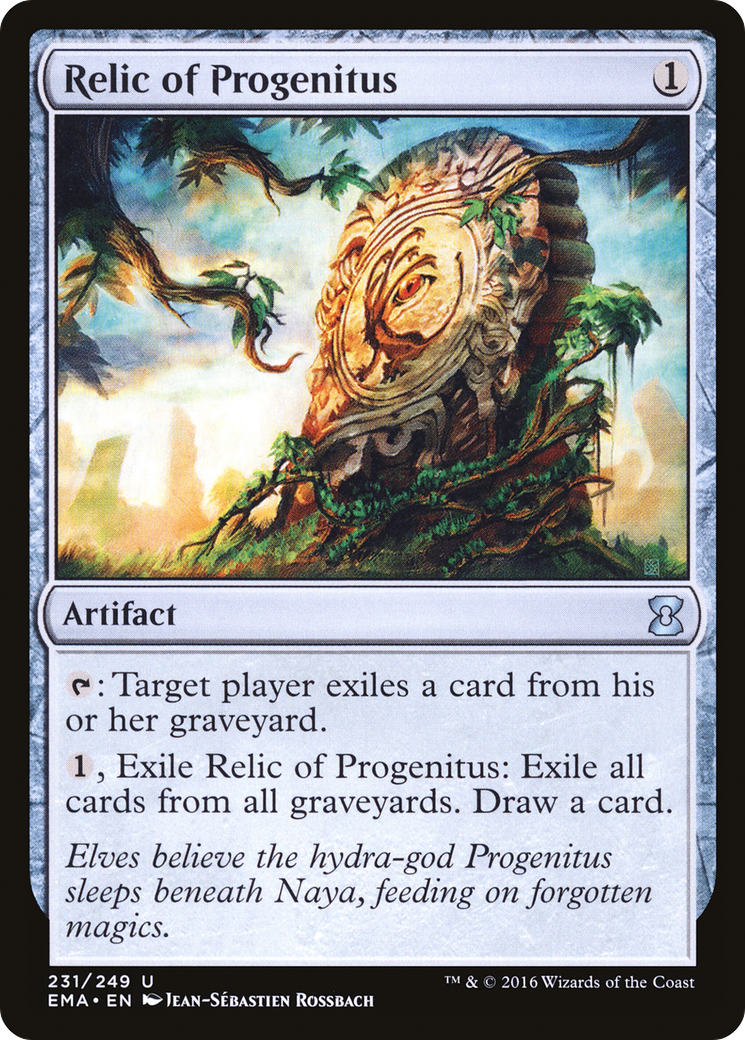 Relic of Progenitus 1
Artifact
: Target player exiles a card from his
or her graveyard.
1, Exile Relic of Progenitus: Exile all
cards from all graveyards. Draw a card.
Elves believe the hydra-god Progenitus
sleeps beneath Naya, feeding on forgotten
magics.
231/249 U
™ & © 2016 Wizards of the Coast
EMA • EN Jean-Sébastien Rossbach